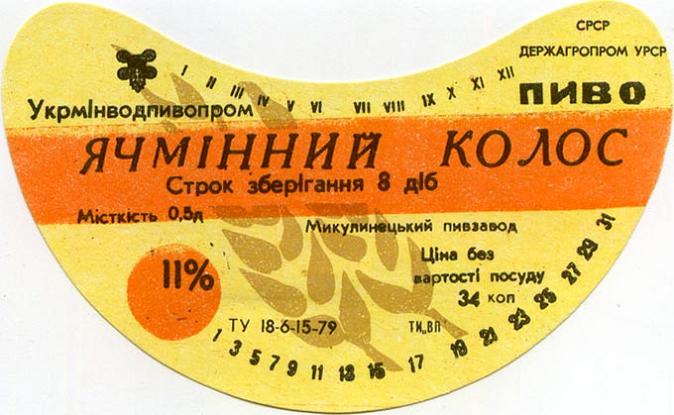 СРСР
ДЕРЖАГРОПРОМ УРСР
I II III IV V VI VII VIII IX X XI XII
ПИВО
Укрмінводпивопром
ЯЧМІННИЙ КОЛОС
Строк зберігання 8 діб
Місткість 0,5д
Микулинецький пивзавод
Ціна без
вартості посуду
34 коп
11%
ТУ 18-6-15-79
ТИ„ВП
1 3 5 7 9 11 13 15 17 19 21 23 25 27 29 31